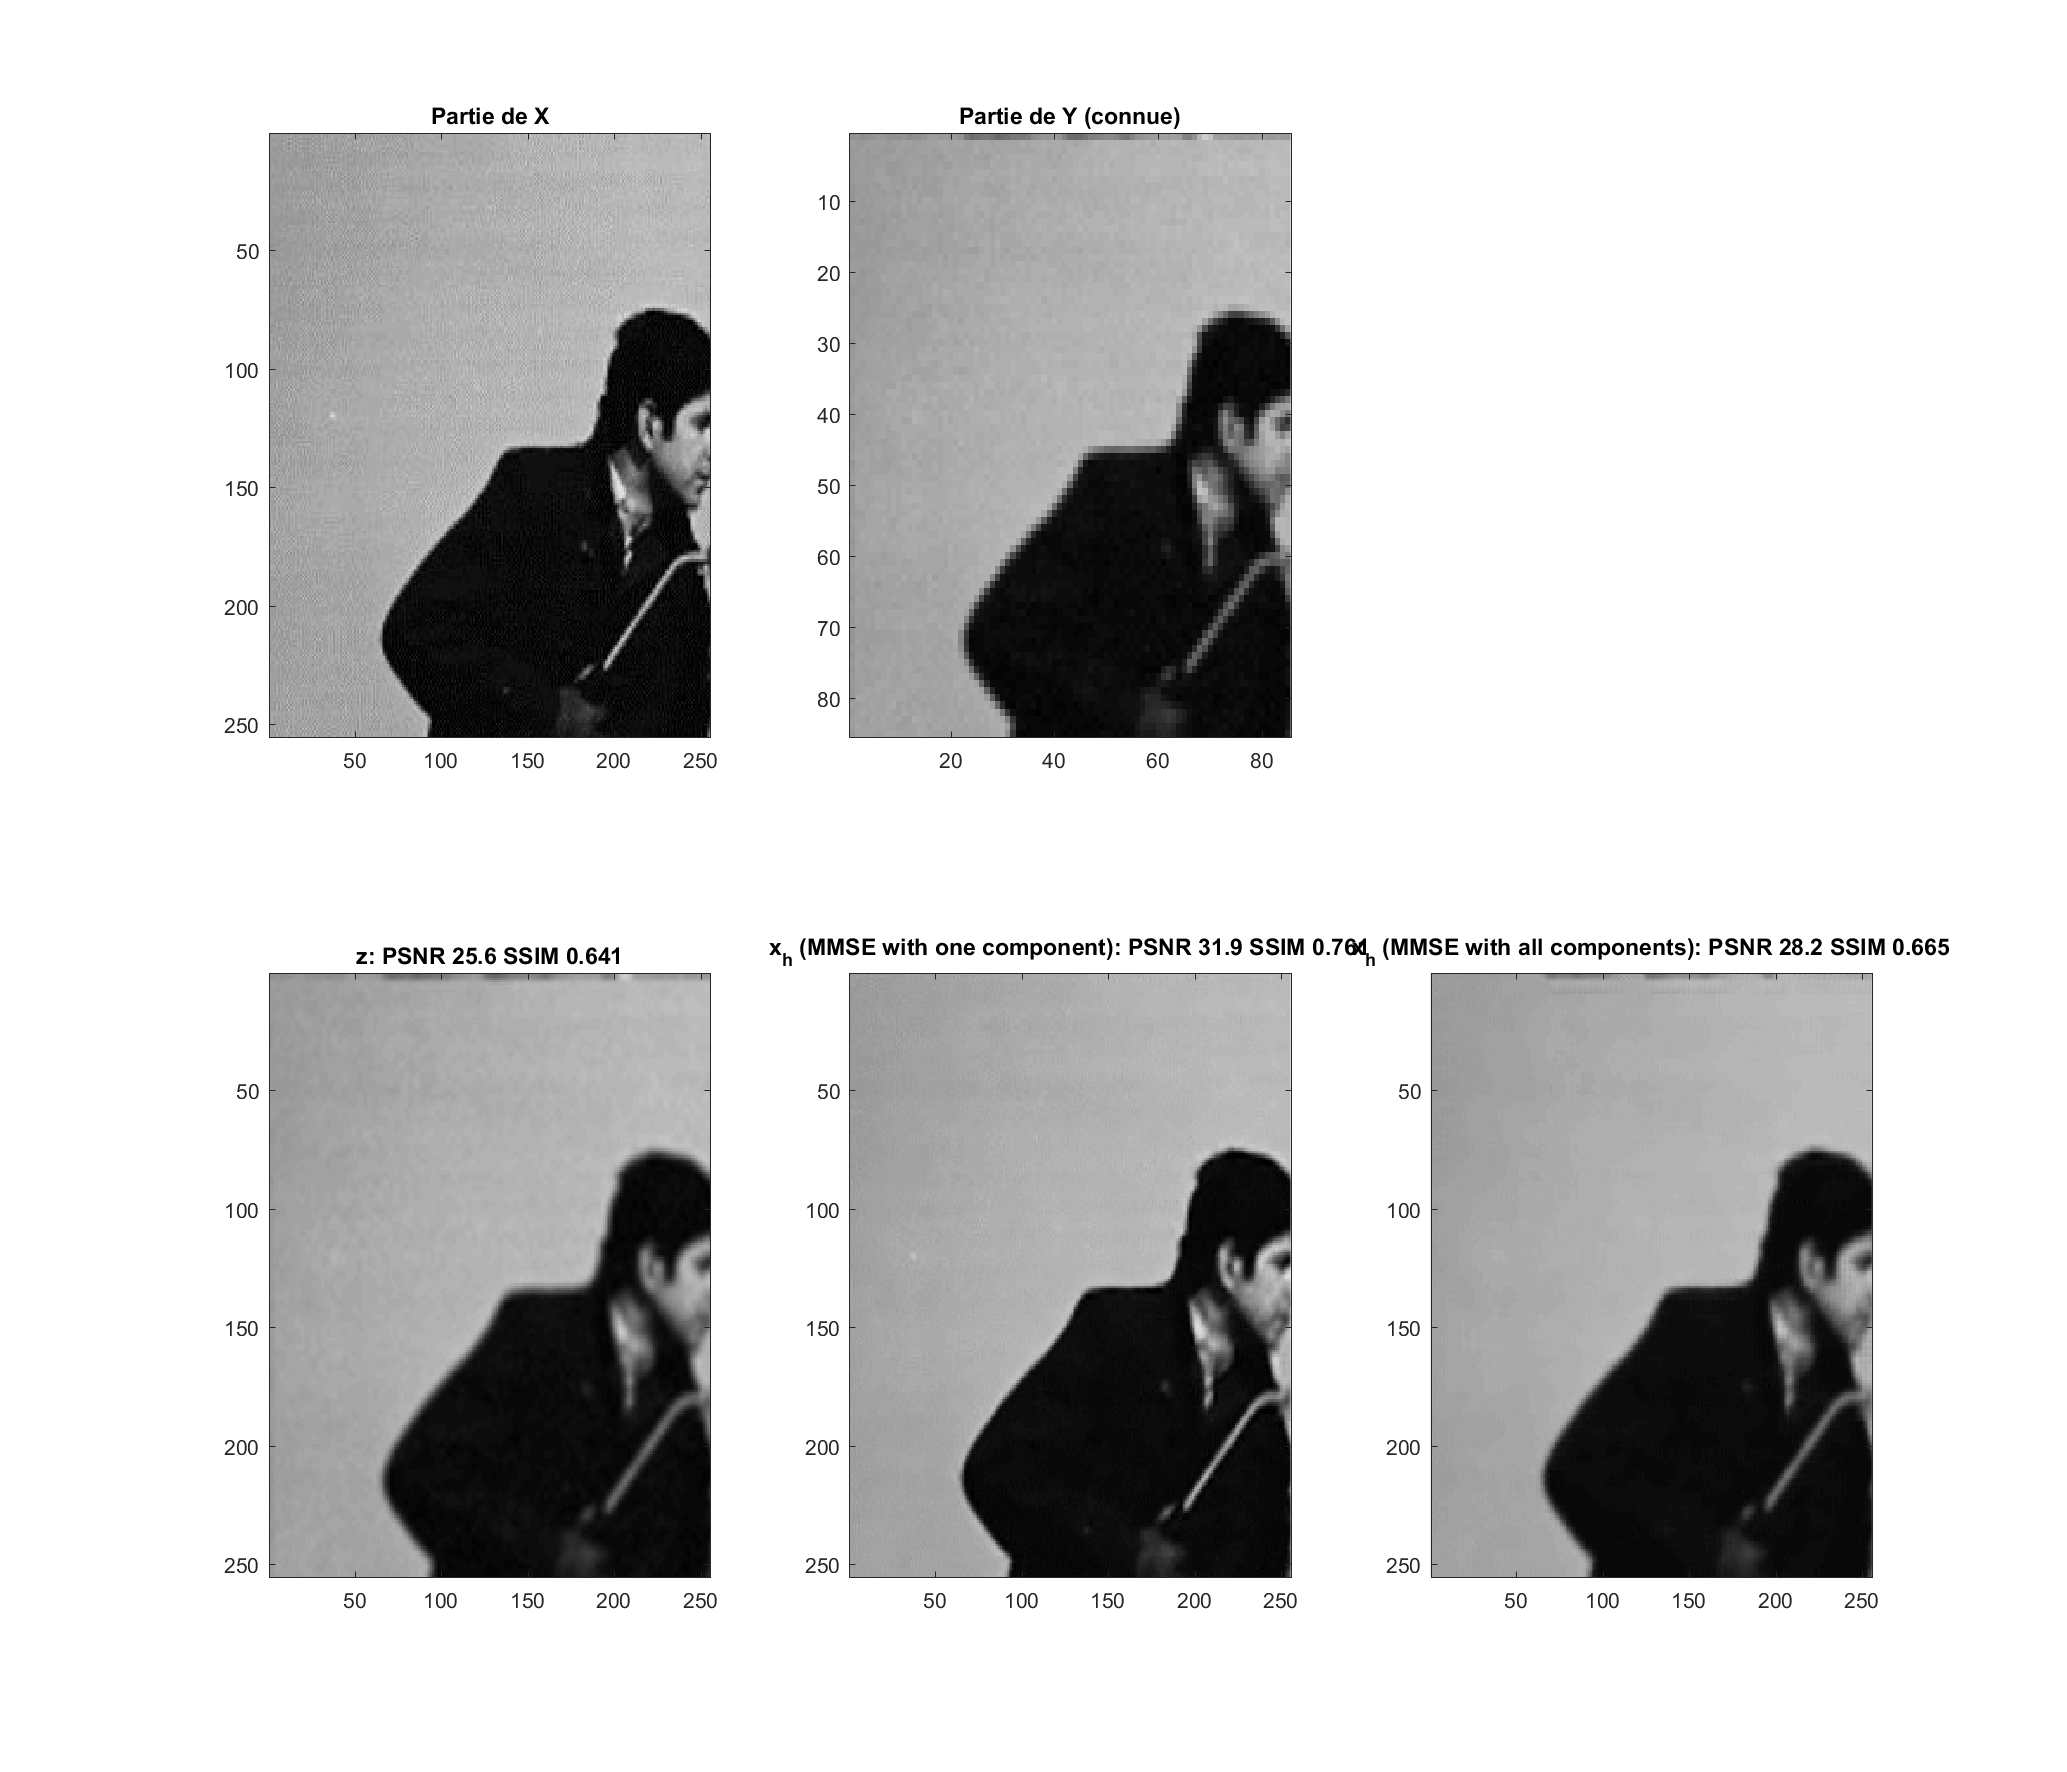 Partie de X
50
100
150
200
250
50 100 150 200 250
Partie de Y (connue)
10
20
30
40
50
60
70
80
20 40 60 80
z: PSNR 25.6 SSIM 0.641
50
100
150
200
250
50 100 150 200 250
xh (MMSE with one component): PSNR 31.9 SSIM 0.761
50
100
150
200
250
50 100 150 200 250
xh (MMSE with all components): PSNR 28.2 SSIM 0.665
50
100
150
200
250
50 100 150 200 250